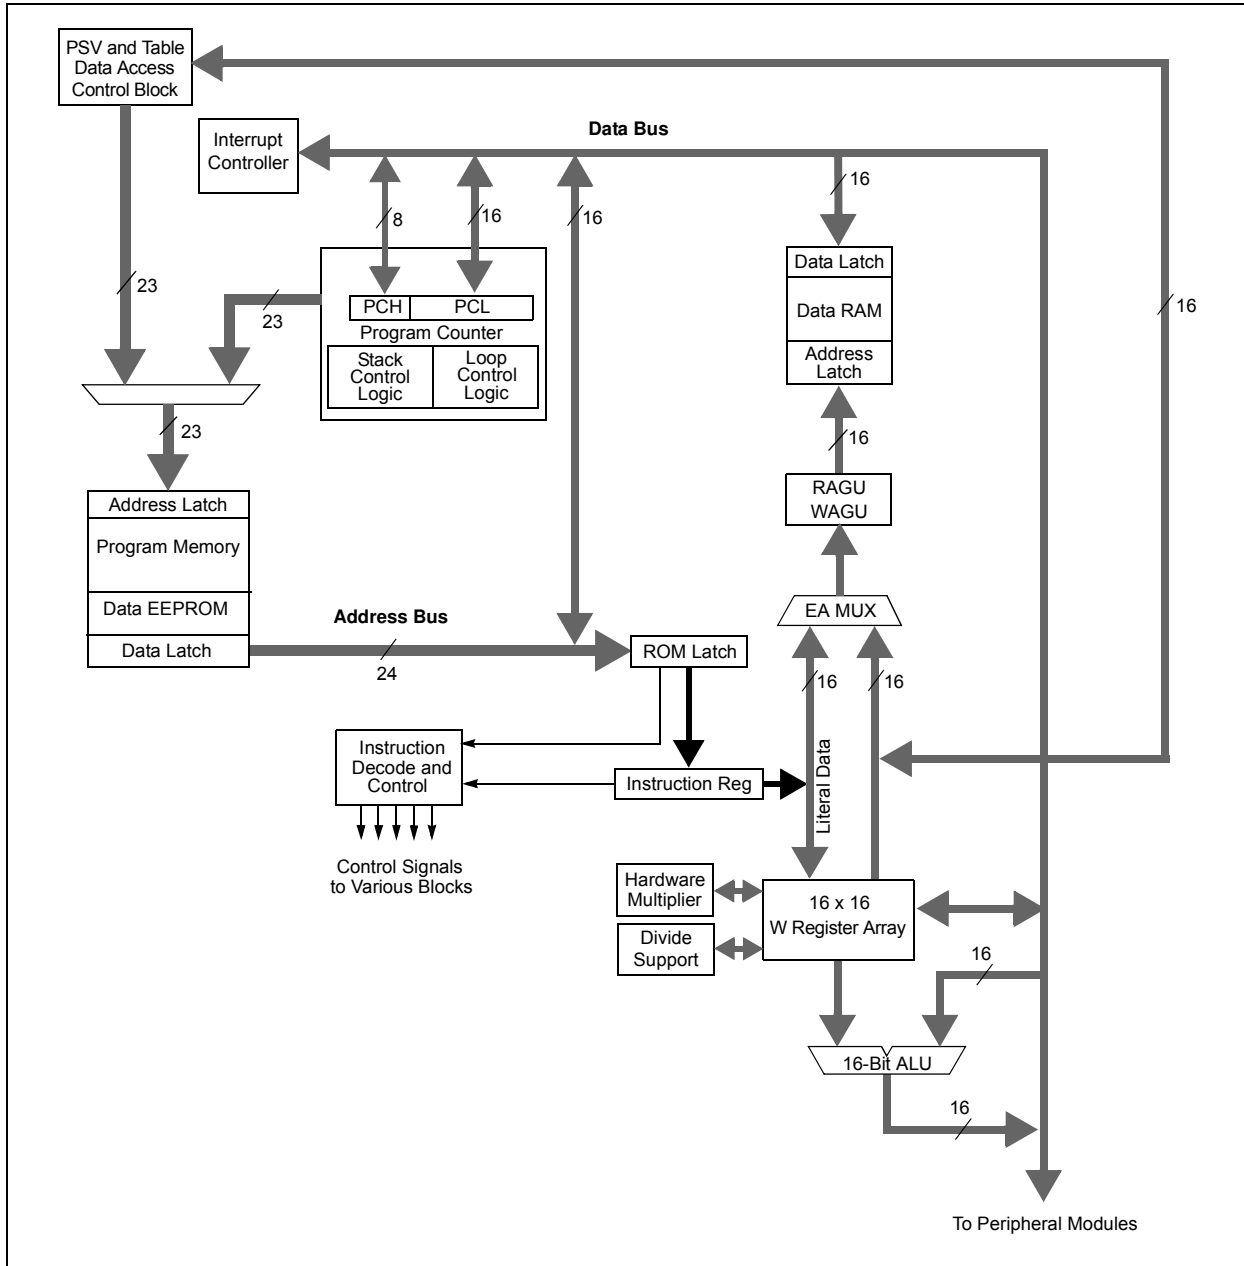 PSV and Table
Data Access
Control Block
Interrupt
Controller
Data Bus
8
16
16
16
16
23
23
PCH
PCL
Program Counter
Stack
Control
Logic
Loop
Control
Logic
Data Latch
Data RAM
Address
Latch
23
16
RAGU
WAGU
Address Latch
Program Memory
Data EEPROM
Data Latch
Address Bus
24
ROM Latch
EA MUX
16
16
Instruction
Decode and
Control
Instruction Reg
Literal Data
Control Signals
to Various Blocks
Hardware
Multiplier
Divide
Support
16 x 16
W Register Array
16
16-Bit ALU
16
To Peripheral Modules